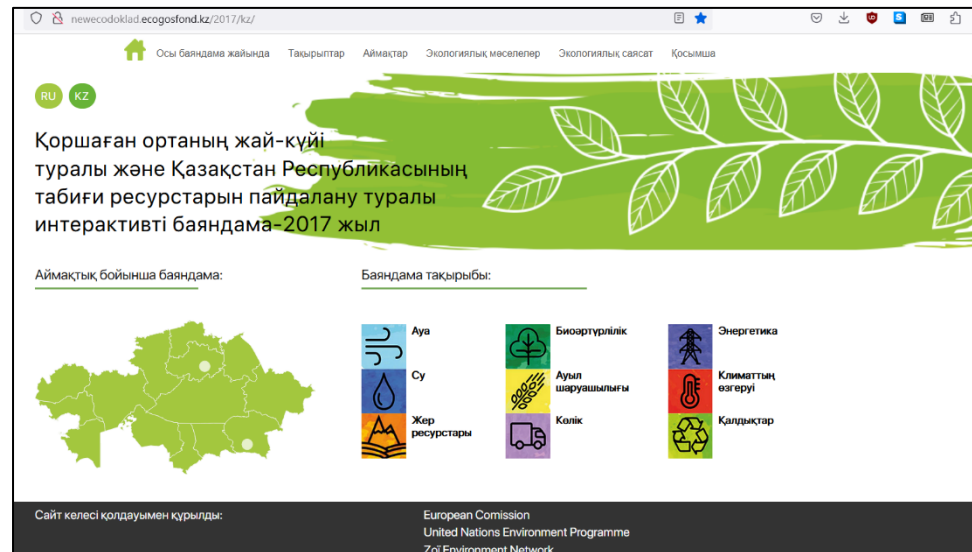 newecodoklad.ecogosfond.kz/2017/kz/
Осы баяндама жайында Тақырыптар Аймақтар Экологиялық мәселелер Экологиялық саясат Қосымша
RU KZ
Қоршаған ортаның жай-күйі
туралы және Қазақстан Республикасының
табиғи ресурстарын пайдалану туралы
интерактивті баяндама-2017 жыл
Аймақтық бойынша баяндама:
Баяндама тақырыбы:
Ауа
Су
Жер
ресурстары
Биоәртүрлілік
Ауыл
шаруашылығы
Көлік
Энергетика
Климаттың
өзгеруі
Қалдықтар
Сайт келесі қолдауымен құрылды:
European Comission
United Nations Environment Programme
Zoï Environment Network